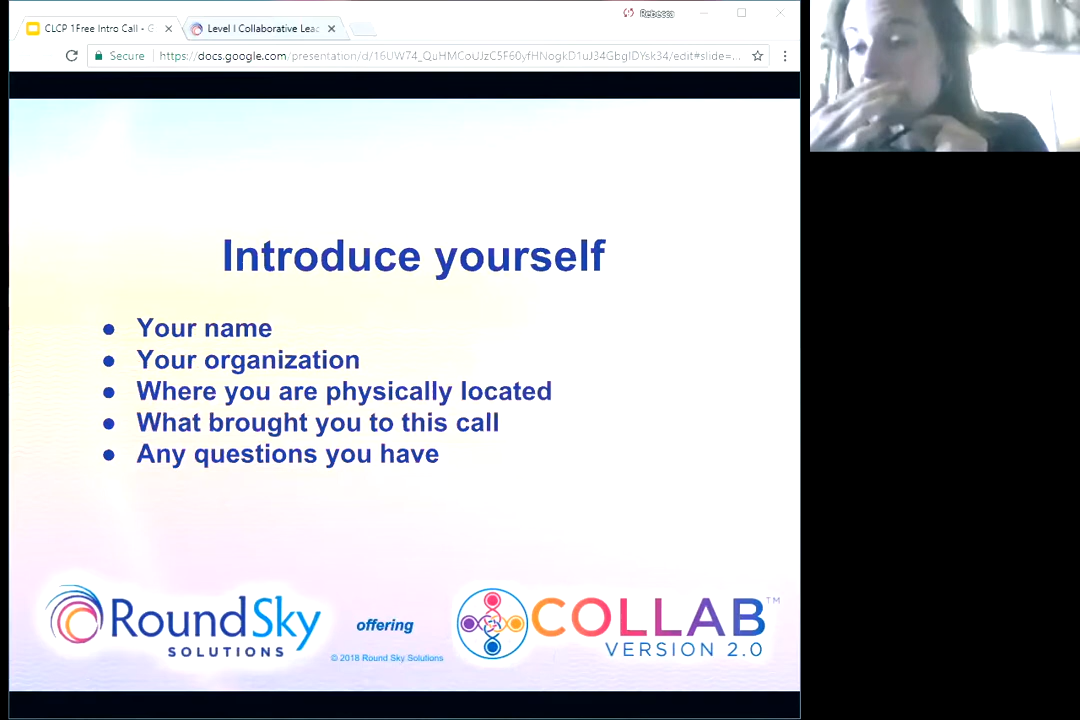 CLCP 1Free Intro Call - G
Level I Collaborative Lead
Rebecca
Secure
https://docs.google.com/presentation/d/16UW74_QuHMCoUJzC5F60yfHNogkD1uJ34GbgIDYsk34/edit#slide=...
Introduce yourself
● Your name
● Your organization
● Where you are physically located
● What brought you to this call
● Any questions you have
RoundSky
SOLUTIONS
offering
© 2018 Round Sky Solutions
COLLAB™
VERSION 2.0